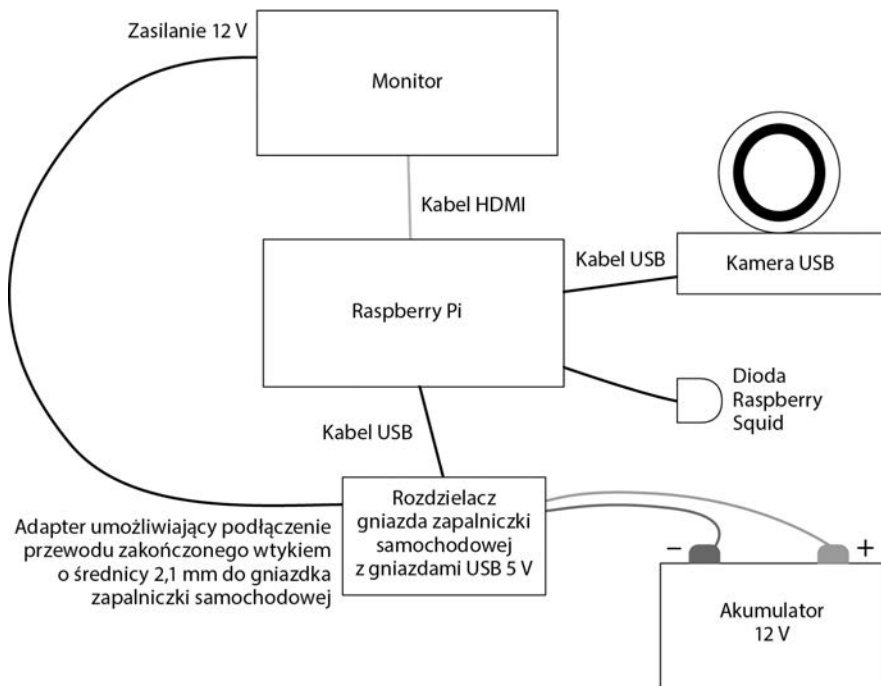 Zasilanie 12 V
Monitor
Kabel HDMI
Kabel USB
Kamera USB
Raspberry Pi
Dioda
Raspberry
Squid
Kabel USB
Rozdzielacz
gniazda zapalniczki
samochodowej
z gniazdami USB 5 V
Adapter umożliwiający podłączenie
przewodu zakończonego wtykiem
o średnicy 2,1 mm do gniazdka
zapalniczki samochodowej
– +
Akumulator
12 V